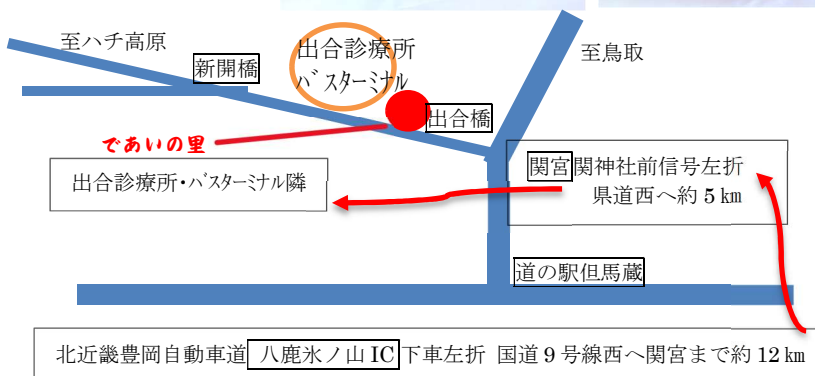 至ハチ高原
新開橋
出合診療所
バスターミナル
至鳥取
出合橋
であいの里
出合診療所・バスターミナル隣
関宮関神社前信号左折
県道西へ約5㎞
道の駅但馬蔵
北近畿豊岡自動車道 八鹿氷ノ山IC 下車左折 国道9号線西へ関宮まで約12㎞